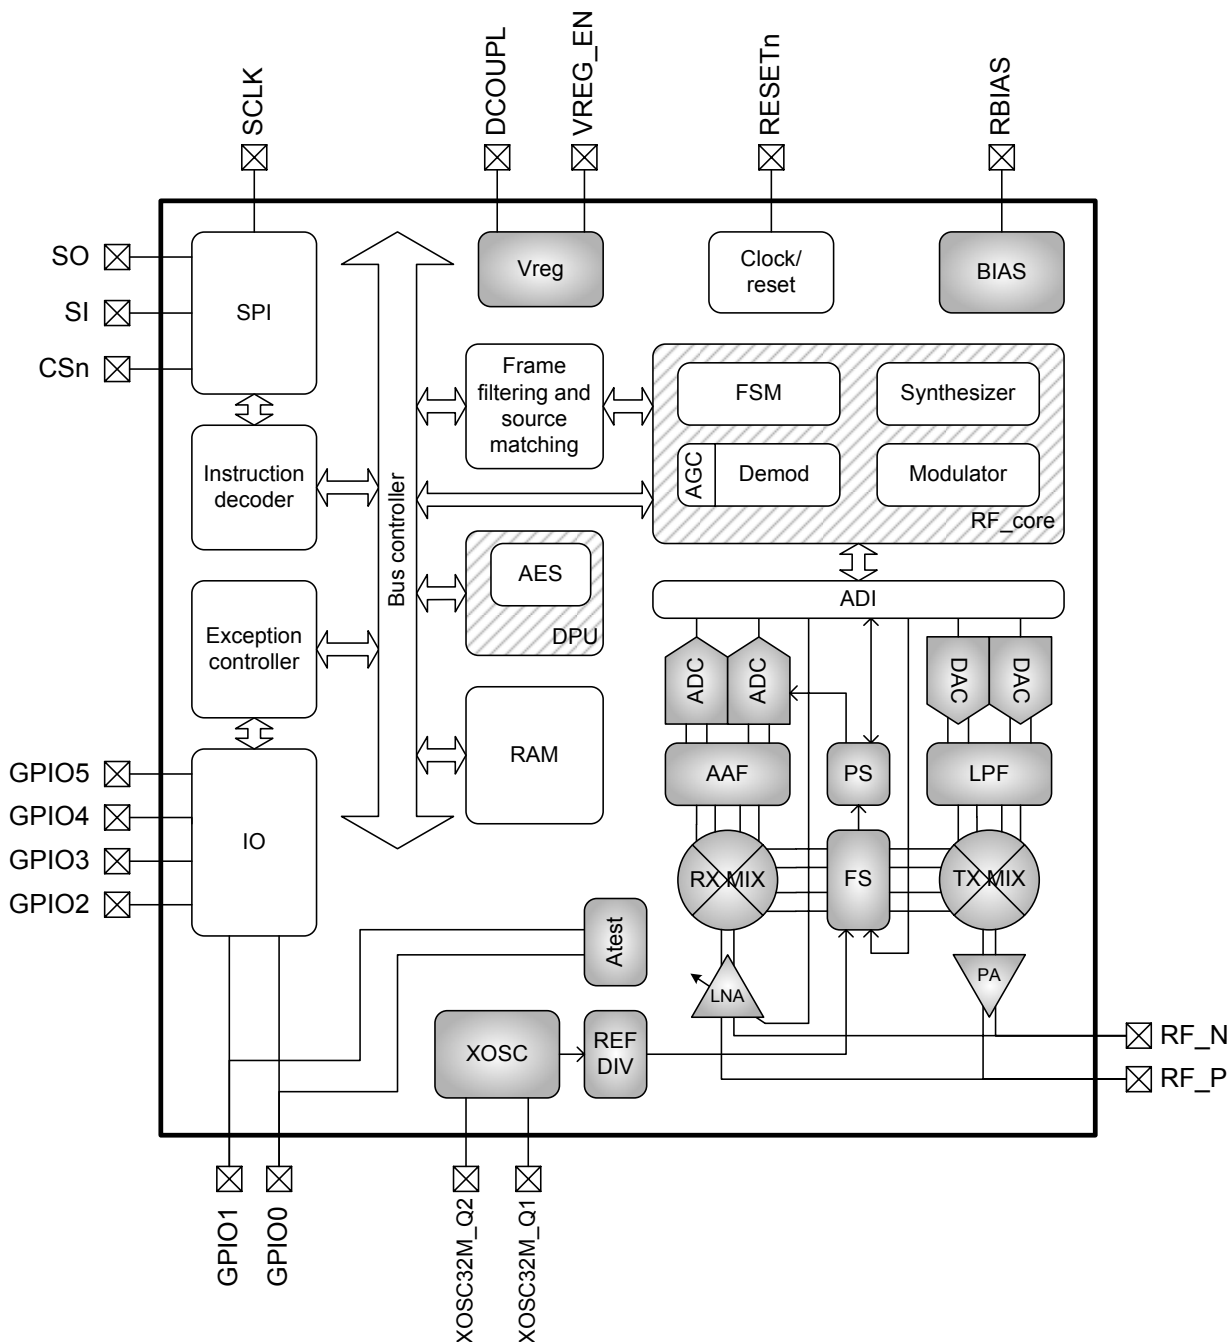 SCLK
DCOUPL
VREG_EN
RESETn
RBIAS
SO
SI
CSn
SPI
Vreg
Clock/
reset
BIAS
Frame
filtering and
source
matching
FSM
Synthesizer
AGC
Demod
Modulator
RF_core
Instruction
decoder
Bus controller
AES
DPU
ADI
Exception
controller
ADC
ADC
DAC
DAC
RAM
AAF
PS
LPF
GPIO5
GPIO4
GPIO3
GPIO2
IO
RX MIX
FS
TX MIX
Atest
LNA
PA
XOSC
REF
DIV
RF_N
RF_P
GPIO1
GPIO0
XOSC32M_Q2
XOSC32M_Q1